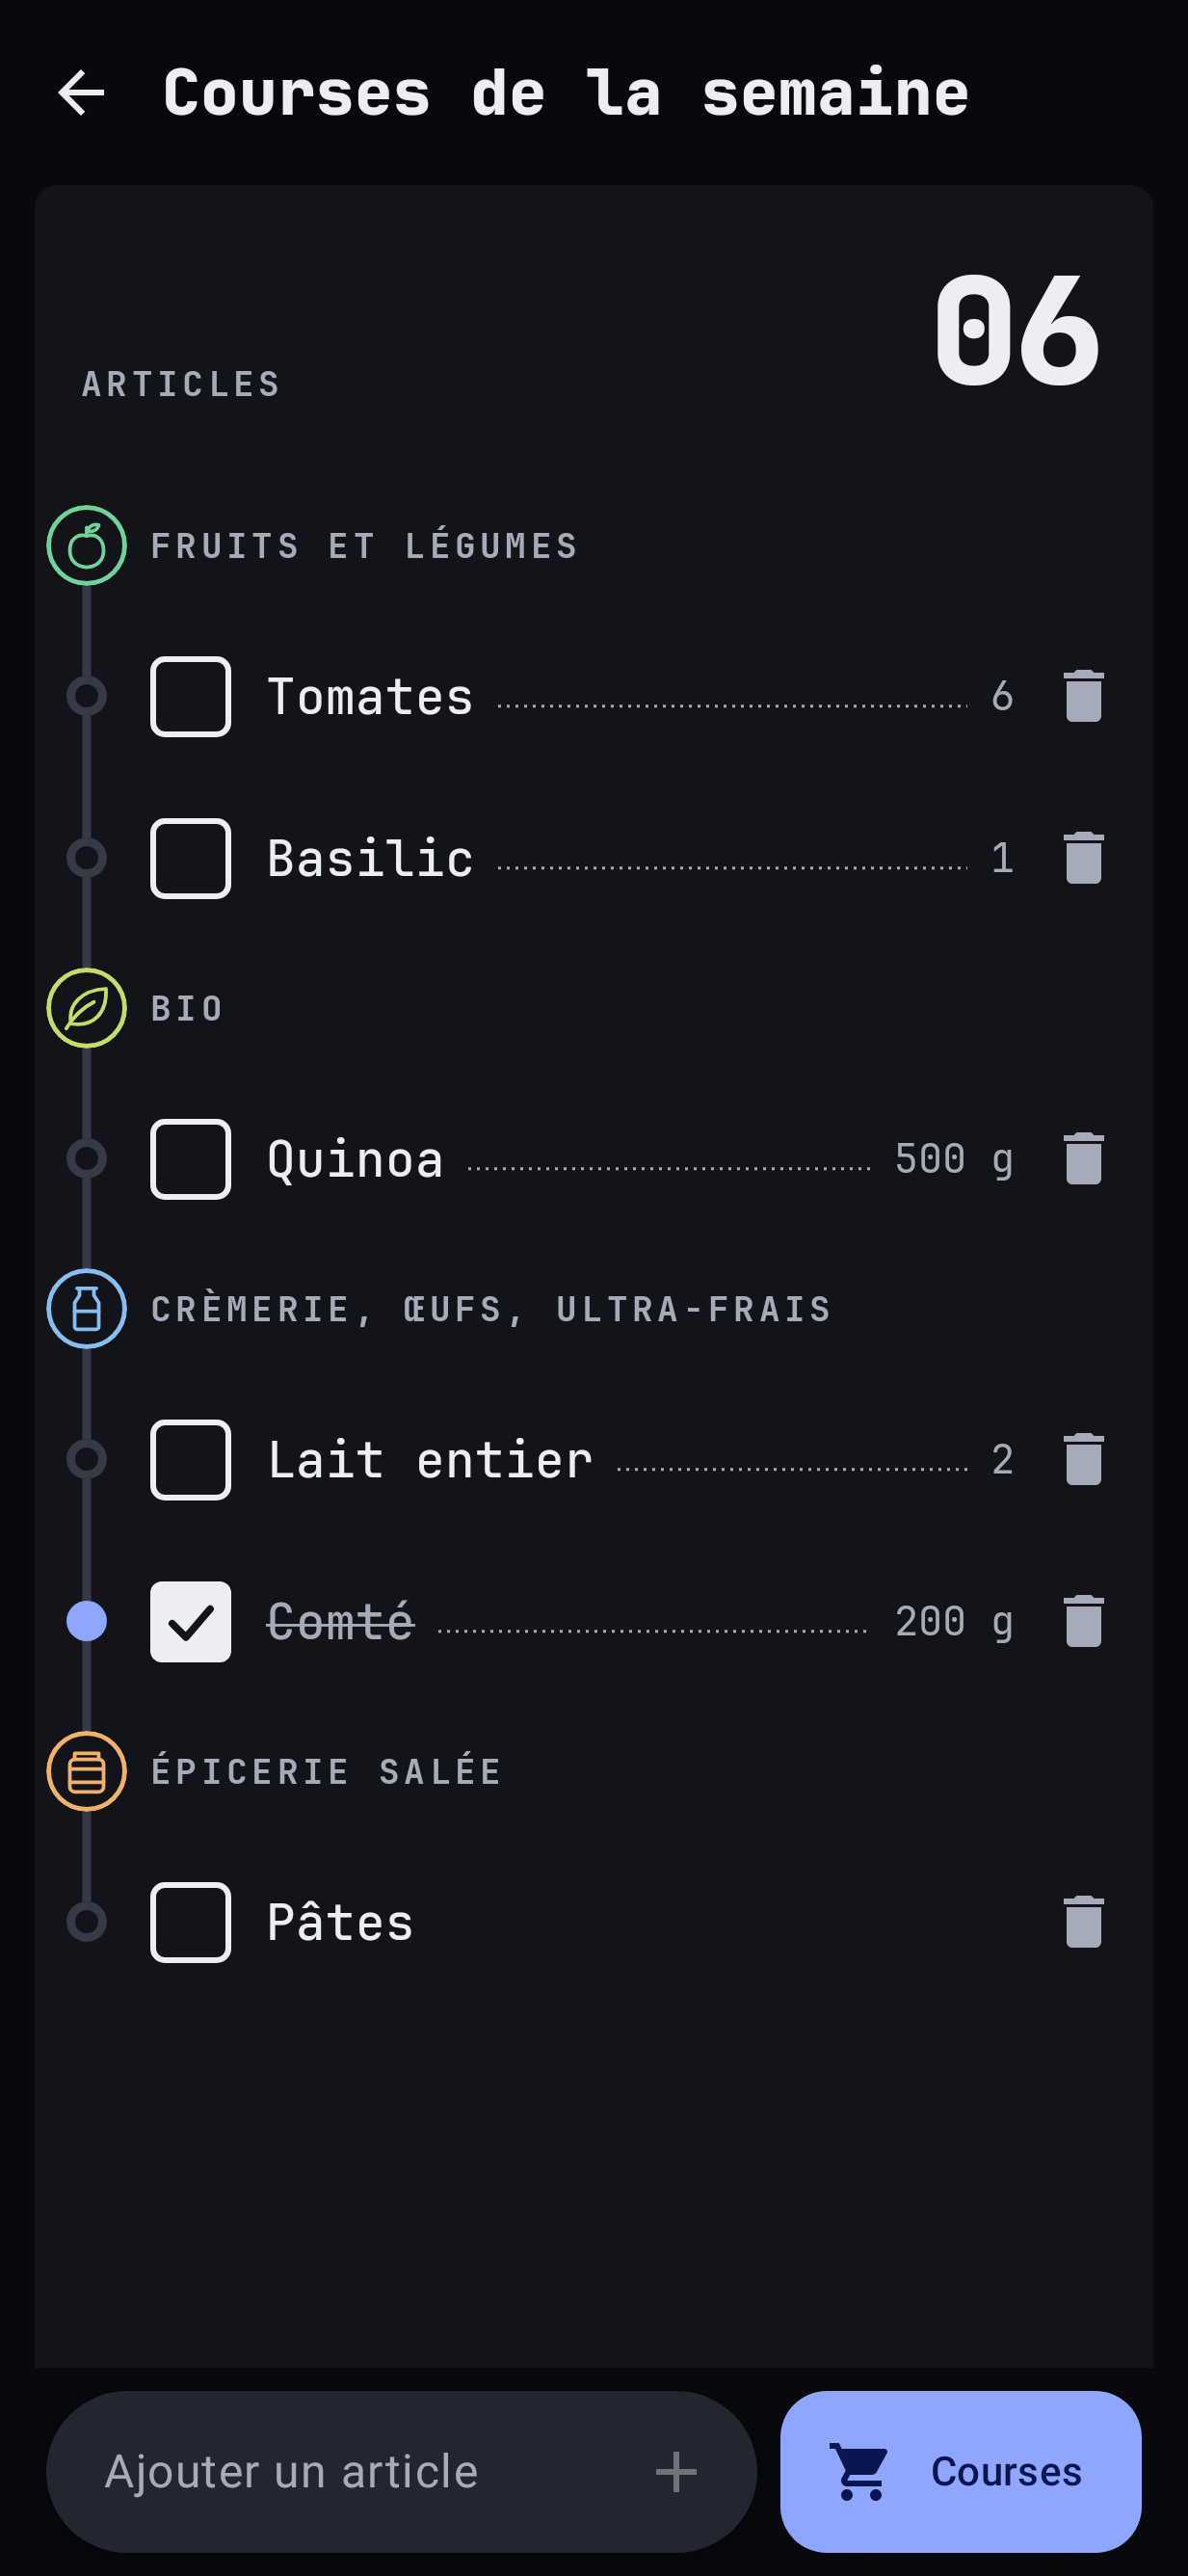 Courses de la semaine
06
ARTICLES
FRUITS ET LÉGUMES
Tomates 6
Basilic 1
BIO
Quinoa 500 g
CRÈMERIE, ŒUFS, ULTRA-FRAIS
Lait entier 2
Comté 200 g
ÉPICERIE SALÉE
Pâtes
Ajouter un article
Courses